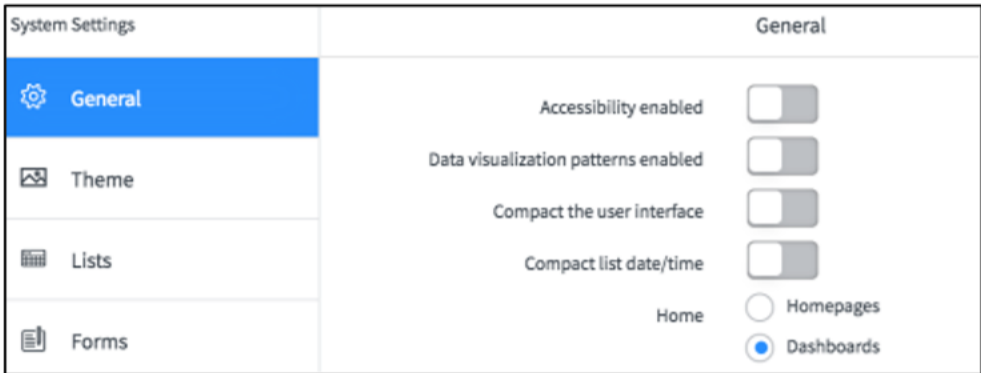 System Settings
General
General
Theme
Lists
Forms
Accessibility enabled
Data visualization patterns enabled
Compact the user interface
Compact list date/time
Home
Homepages
Dashboards